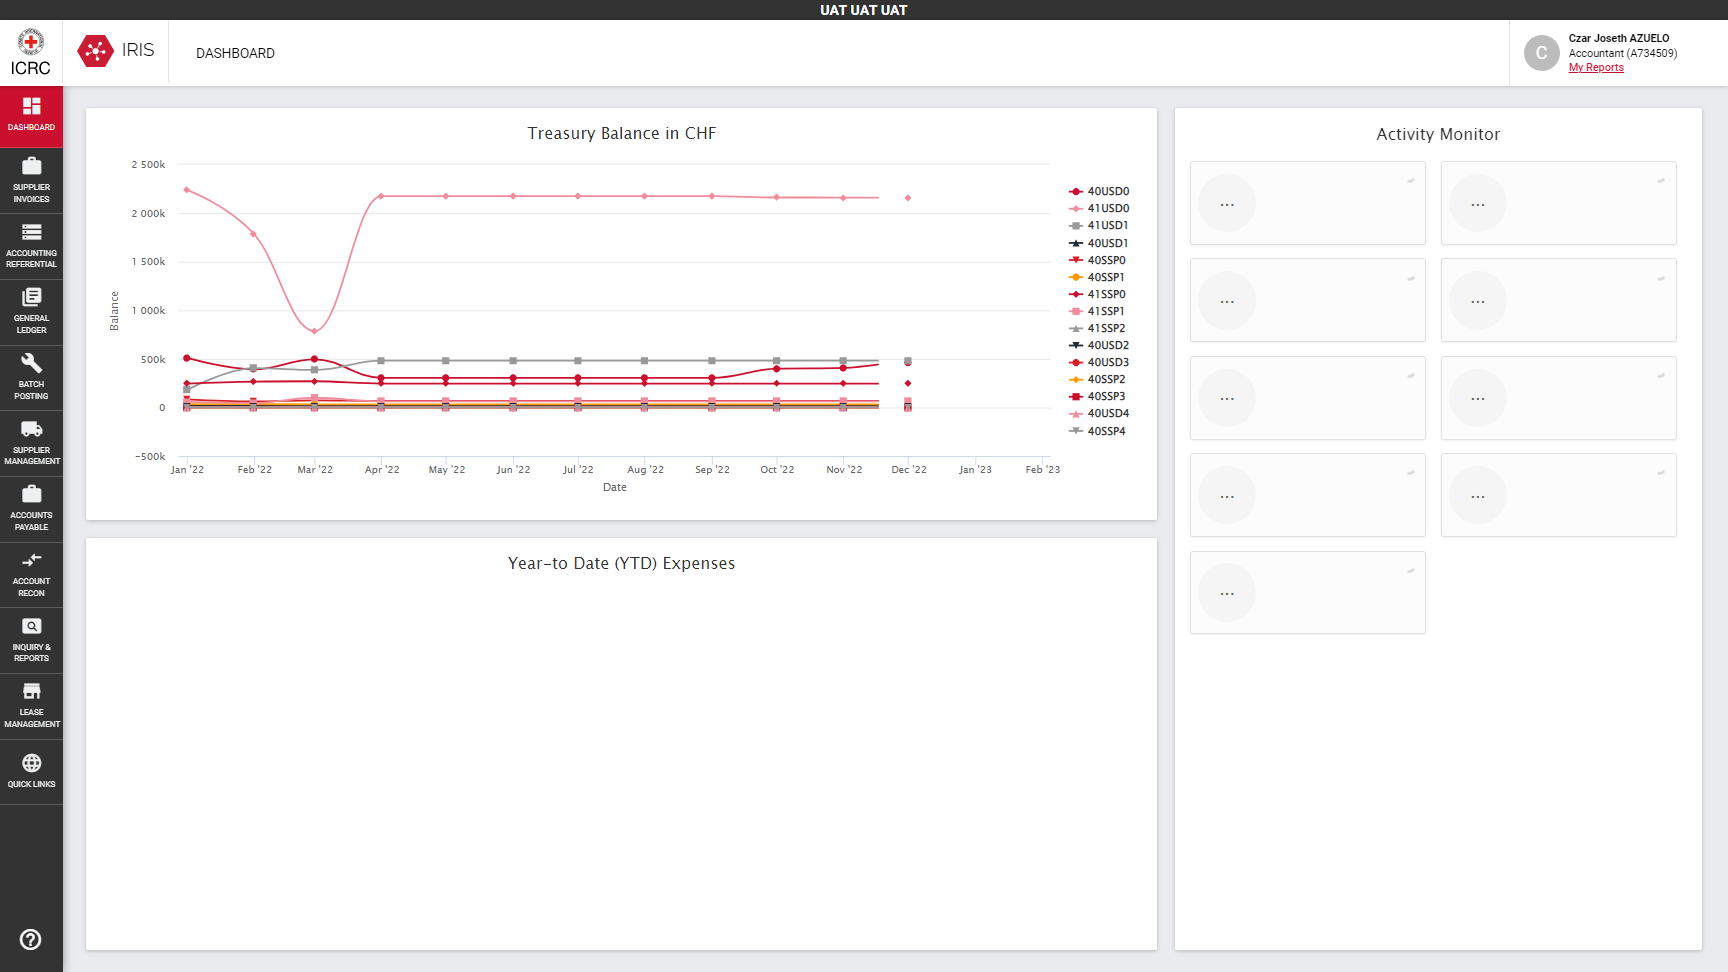 UAT UAT UAT
ICRC
IRIS
DASHBOARD
Czar Joseth AZUELO
Accountant (A734509)
My Reports
DASHBOARD
SUPPLIER
INVOICES
ACCOUNTING
REFERENTIAL
GENERAL
LEDGER
BATCH
POSTING
SUPPLIER
MANAGEMENT
ACCOUNTS
PAYABLE
ACCOUNT
RECON
INQUIRY &
REPORTS
LEASE
MANAGEMENT
QUICK LINKS
Treasury Balance in CHF
Balance
2 500k
2 000k
1 500k
1 000k
500k
0
-500k
Jan '22
Feb '22
Mar '22
Apr '22
May '22
Jun '22
Jul '22
Aug '22
Sep '22
Oct '22
Nov '22
Dec '22
Jan '23
Feb '23
Date
40USD0
41USD0
41USD1
40USD1
40SSP0
40SSP1
41SSP0
41SSP1
41SSP2
40USD2
40USD3
40SSP2
40SSP3
40USD4
40SSP4
Year-to Date (YTD) Expenses
Activity Monitor
...
...
...
...
...
...
...
...
...